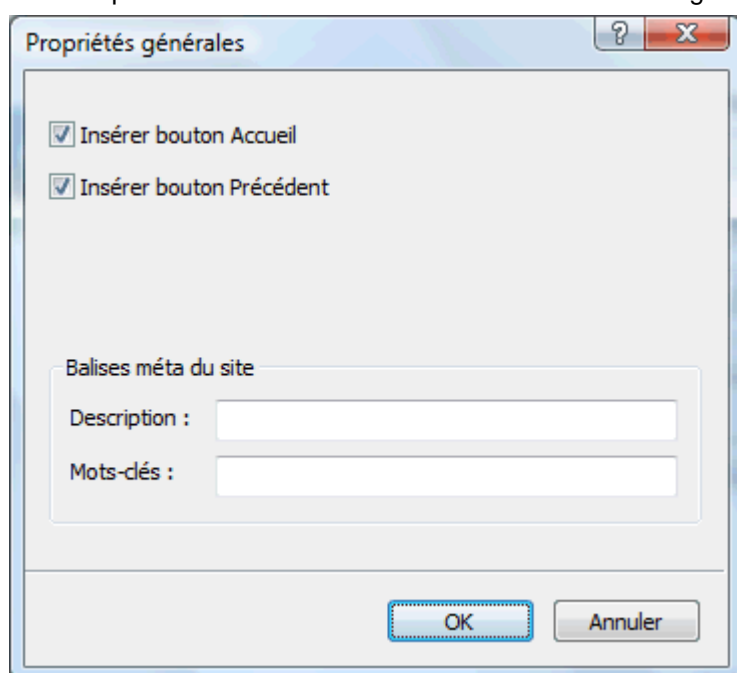 Propriétés générales
Insérer bouton Accueil
Insérer bouton Précédent
Balises méta du site
Description :
Mots-clés :
OK
Annuler